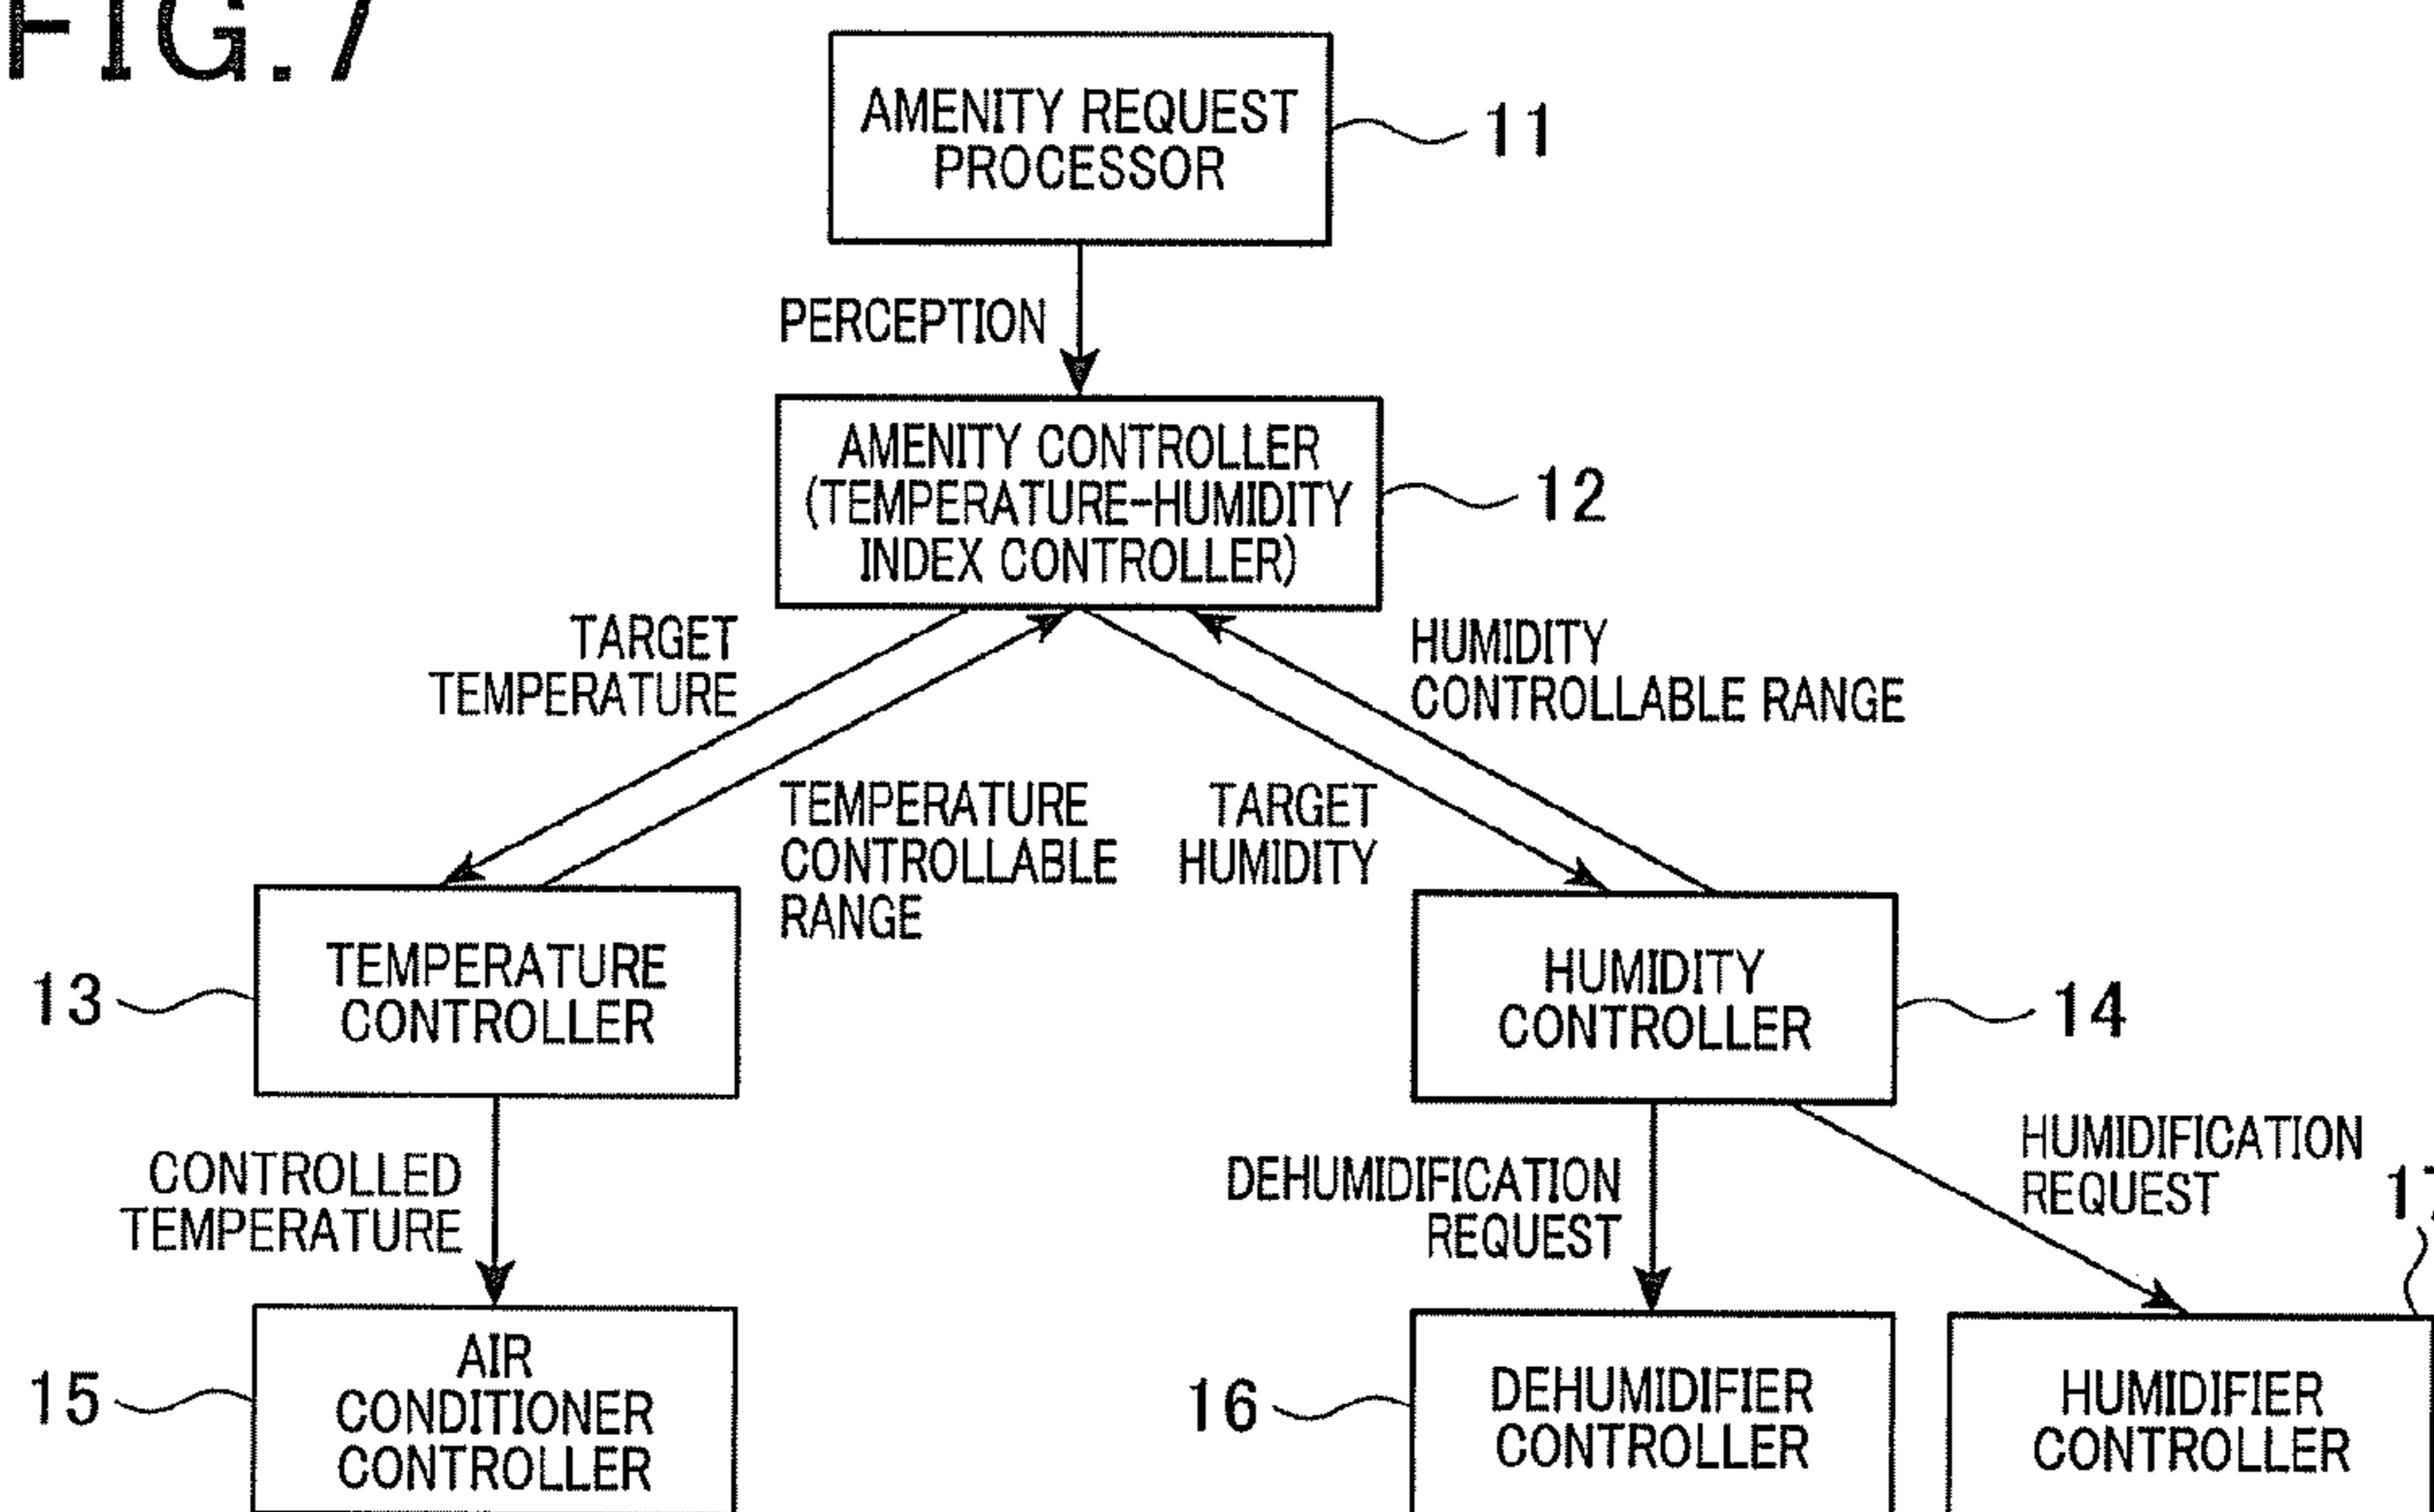 FIG.7
AMENITY REQUEST
PROCESSOR
11
PERCEPTION
AMENITY CONTROLLER
(TEMPERATURE-HUMIDITY
INDEX CONTROLLER)
12
TARGET
TEMPERATURE
HUMIDITY
CONTROLLABLE RANGE
TEMPERATURE
CONTROLLABLE
RANGE
TARGET
HUMIDITY
13
TEMPERATURE
CONTROLLER
HUMIDITY
CONTROLLER
14
CONTROLLED
TEMPERATURE
DEHUMIDIFICATION
REQUEST
HUMIDIFICATION
REQUEST
15
AIR
CONDITIONER
CONTROLLER
16
DEHUMIDIFIER
CONTROLLER
HUMIDIFIER
CONTROLLER